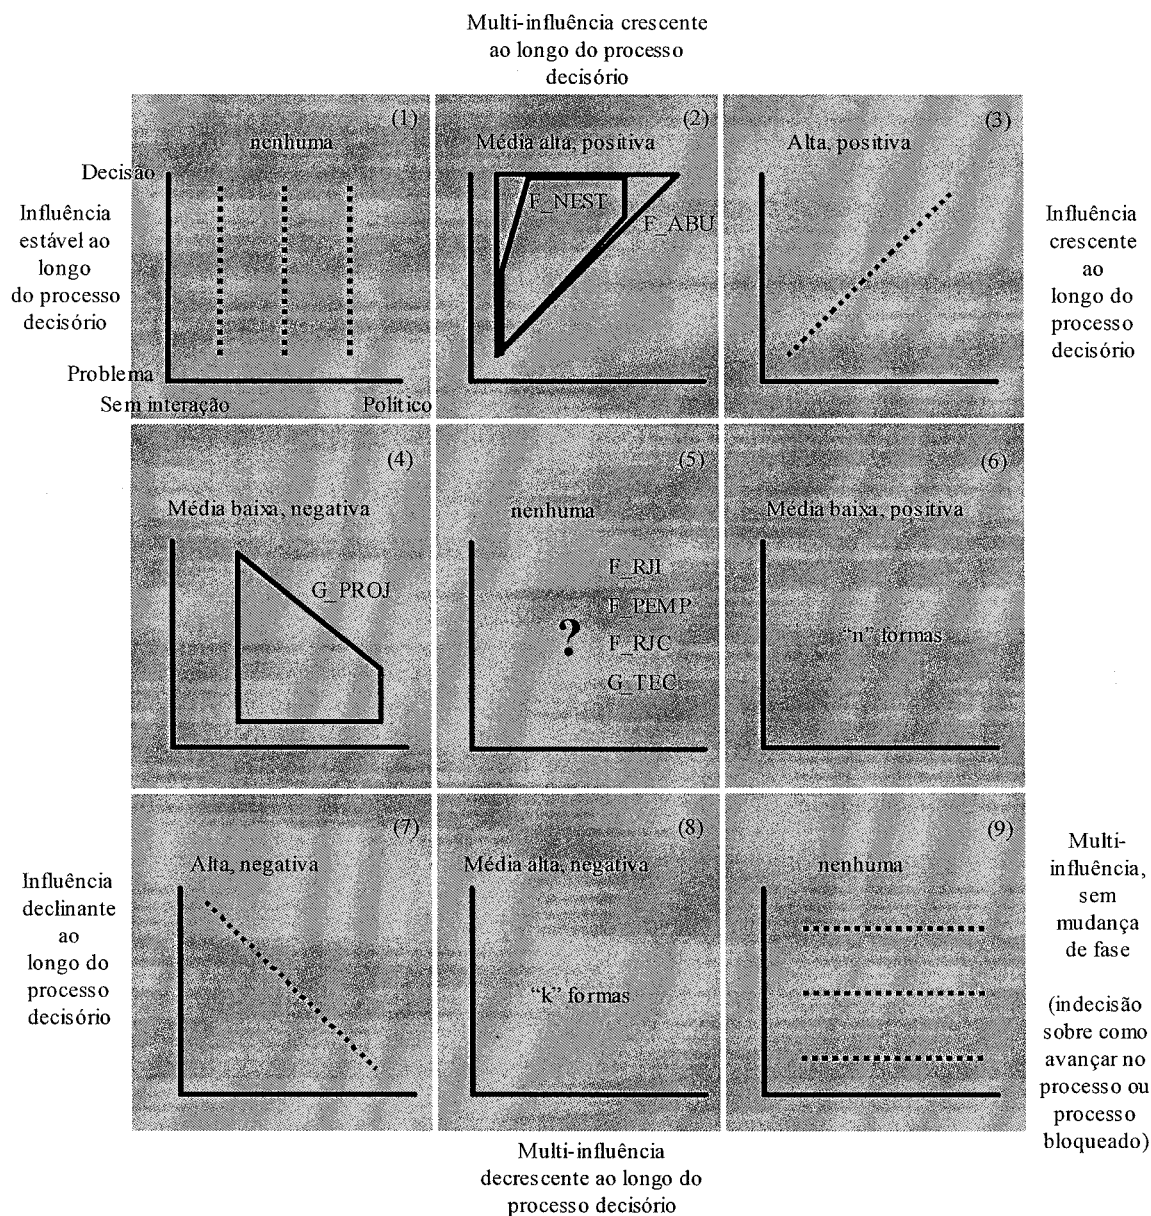 Multi-influência crescente
ao longo do processo
decisório
(1)
nenhuma
Decisão
Influência
estável ao
longo
do processo
decisório
Problema
Sem interação
Político
(2)
Média alta, positiva
F_NEST
F_ABU
(3)
Alta, positiva
Influência
crescente
ao
longo do
processo
decisório
(4)
Média baixa, negativa
G_PROJ
(5)
nenhuma
F_RJI
F_PEMP
?
F_RJC
G_TEC
(6)
Média baixa, positiva
“n” formas
(7)
Alta, negativa
Influência
declinante
ao
longo do
processo
decisório
(8)
Média alta, negativa
“k” formas
(9)
nenhuma
Multi-
influência,
sem
mudança
de fase
(indecisão
sobre como
avançar no
processo ou
processo
bloqueado)
Multi-influência
decrescente ao longo do
processo decisório